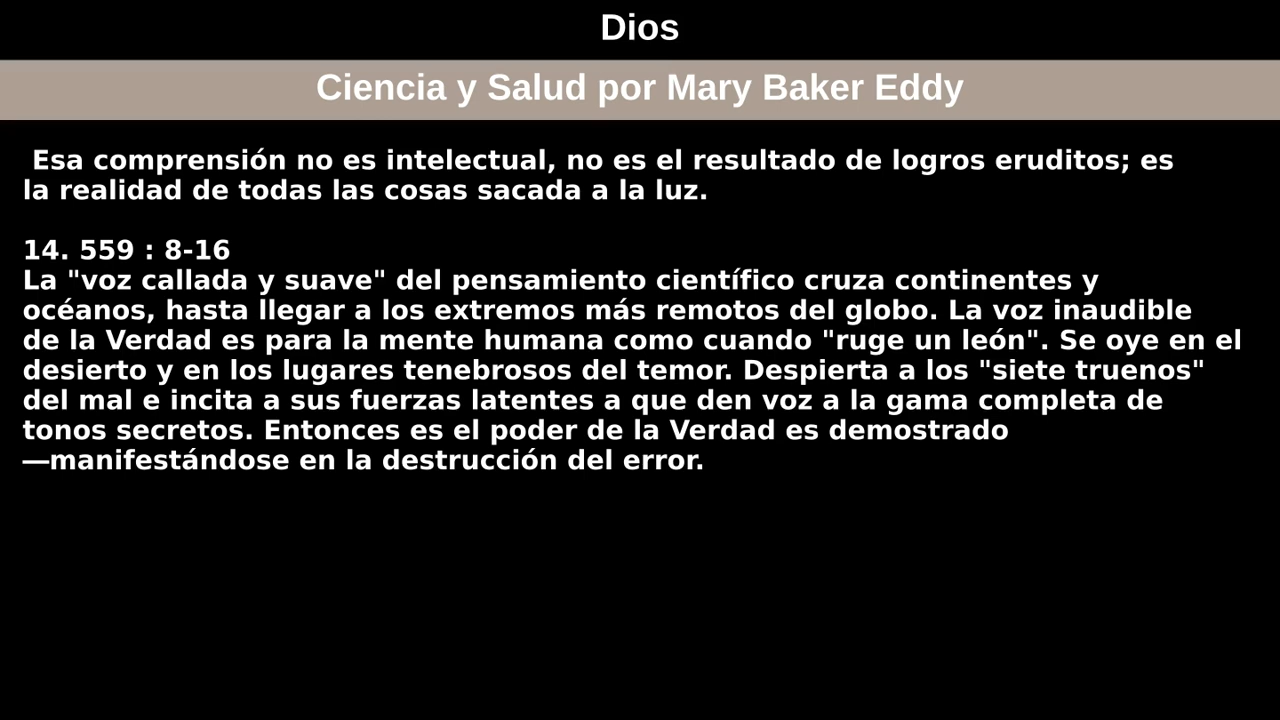 Dios
Ciencia y Salud por Mary Baker Eddy
Esa comprensión no es intelectual, no es el resultado de logros eruditos; es
la realidad de todas las cosas sacada a la luz.
14. 559 : 8-16
La "voz callada y suave" del pensamiento científico cruza continentes y
océanos, hasta llegar a los extremos más remotos del globo. La voz inaudible
de la Verdad es para la mente humana como cuando "ruge un león". Se oye en el
desierto y en los lugares tenebrosos del temor. Despierta a los "siete truenos"
del mal e incita a sus fuerzas latentes a que den voz a la gama completa de
tonos secretos. Entonces es el poder de la Verdad es demostrado
—manifestándose en la destrucción del error.